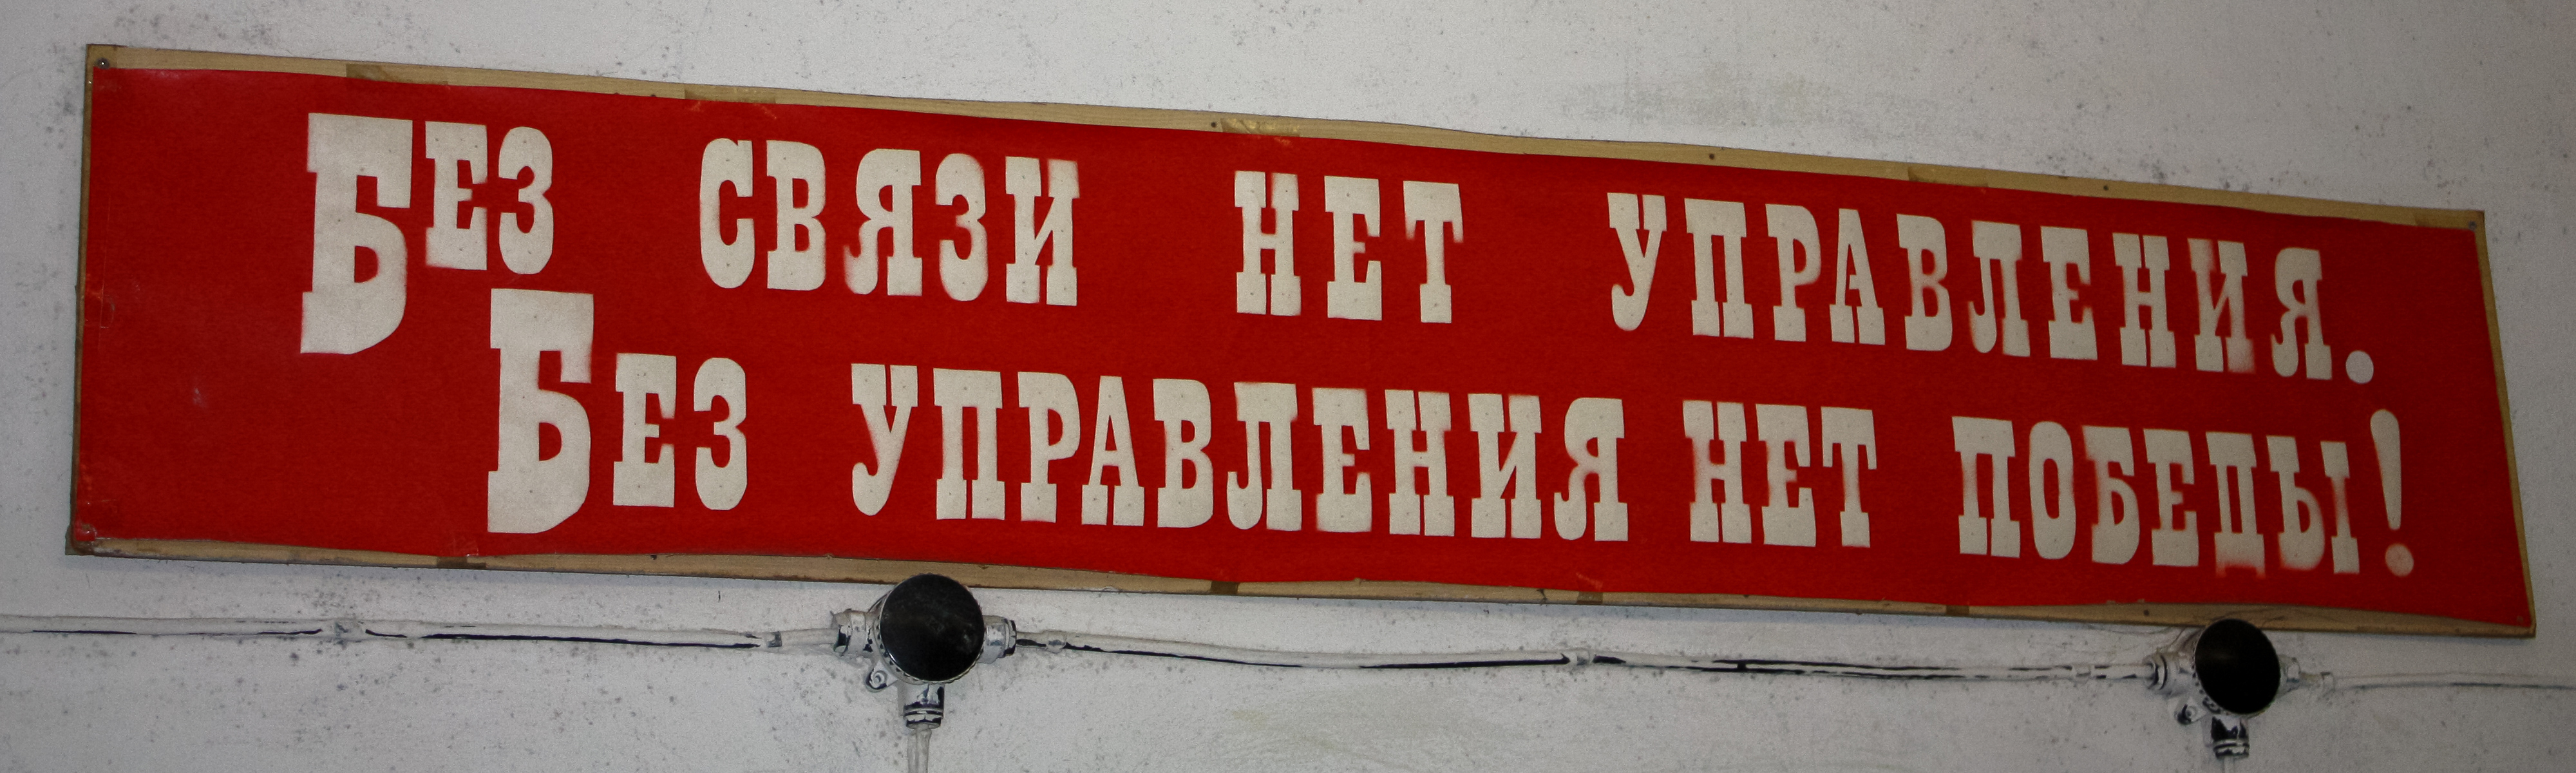 Без связи нет управления.
Без управления нет победы!